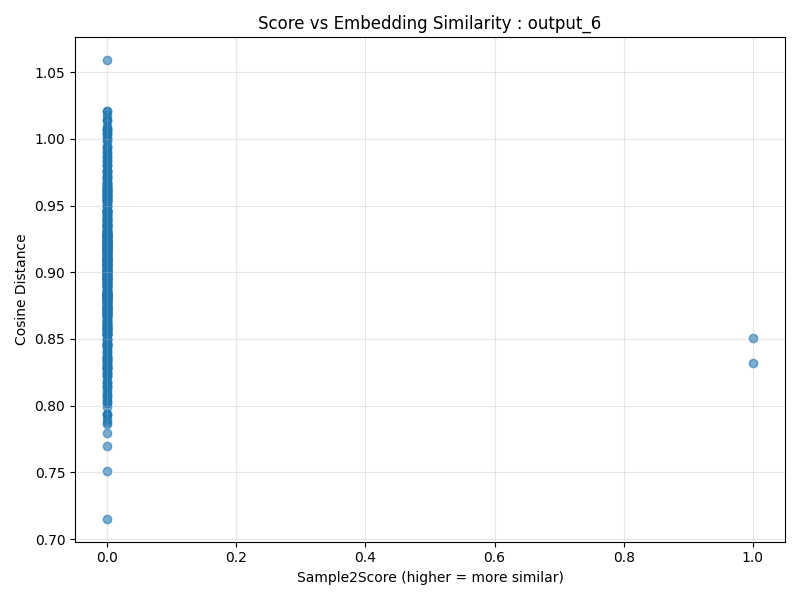 Score vs Embedding Similarity : output_6
Cosine Distance
1.05
1.00
0.95
0.90
0.85
0.80
0.75
0.70
0.0 0.2 0.4 0.6 0.8 1.0
Sample2Score (higher = more similar)